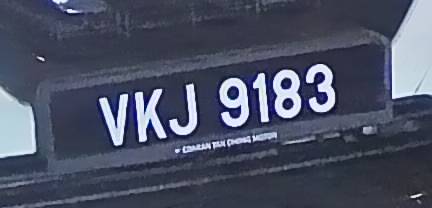 VKJ 9183
EDARAN TAN CHONG MOTOR